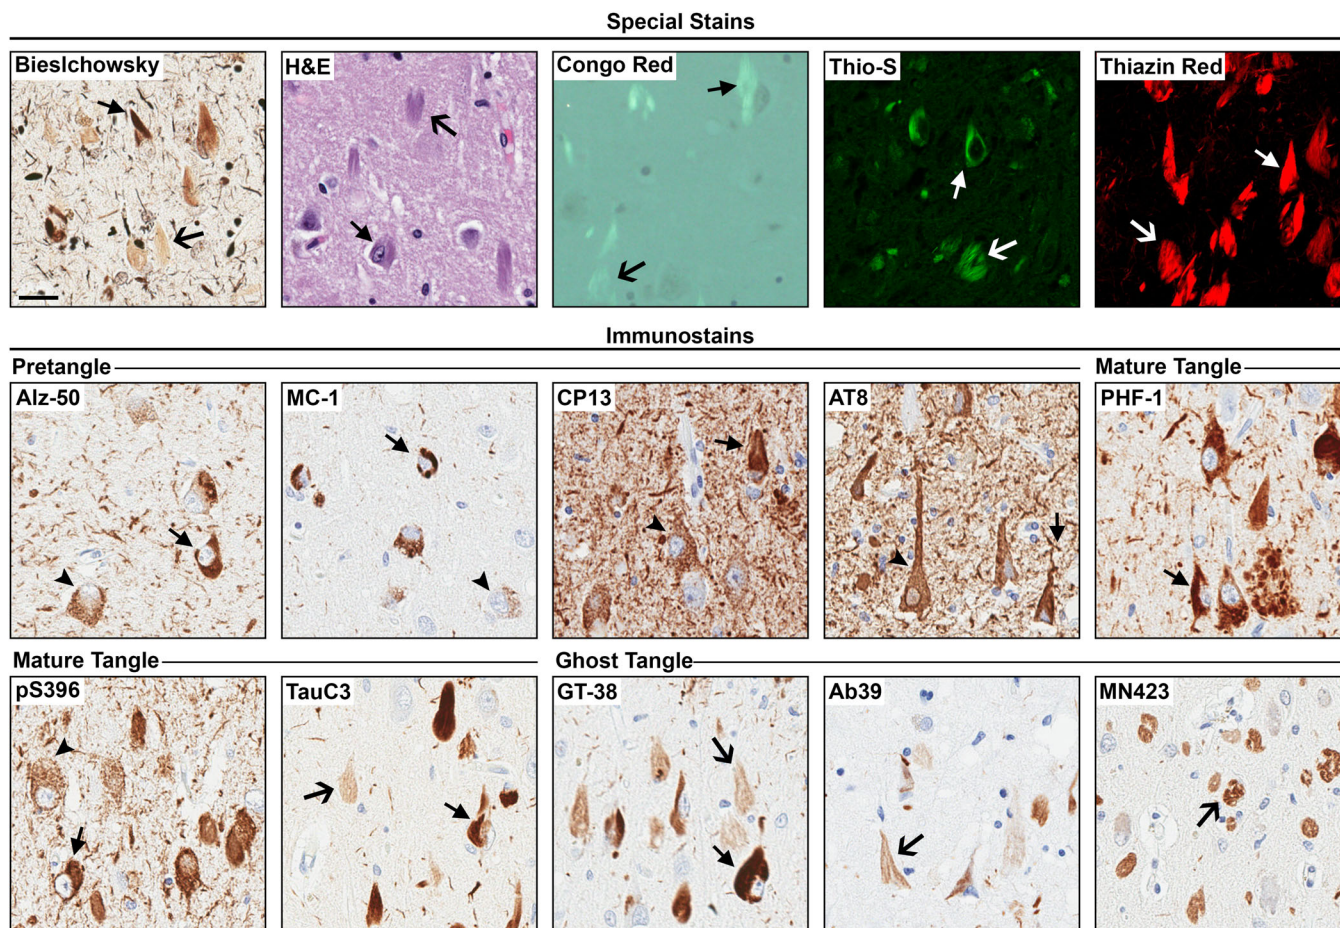 Special Stains
Bieslchowsky
H&E
Congo Red
Thio-S
Thiazin Red
Immunostains
Pretangle
Mature Tangle
Alz-50
MC-1
CP13
AT8
PHF-1
Mature Tangle
Ghost Tangle
pS396
TauC3
GT-38
Ab39
MN423